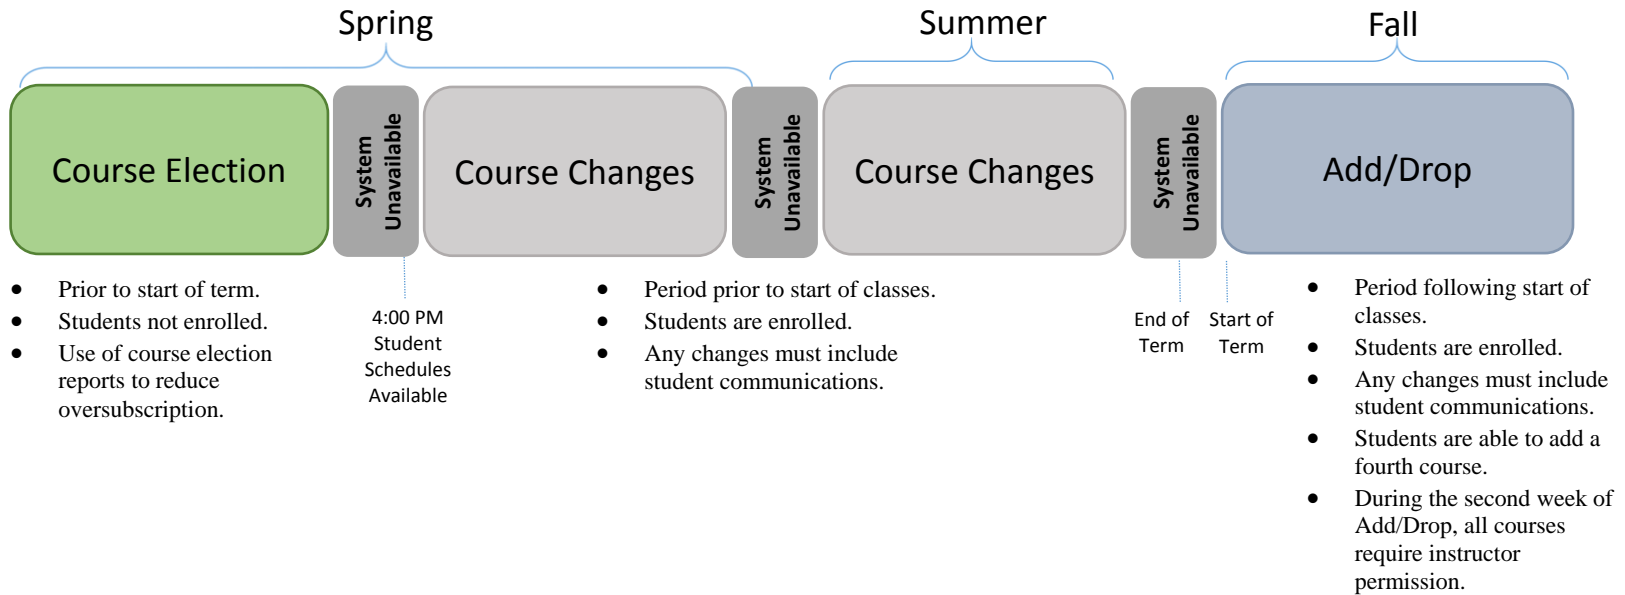 Spring
Summer
Fall
Course Election
System
Unavailable
Course Changes
System
Unavailable
Course Changes
System
Unavailable
Add/Drop
• Prior to start of term.
• Students not enrolled.
• Use of course election
reports to reduce
oversubscription.
4:00 PM
Student
Schedules
Available
• Period prior to start of classes.
• Students are enrolled.
• Any changes must include
student communications.
End of
Term
Start of
Term
• Period following start of
classes.
• Students are enrolled.
• Any changes must include
student communications.
• Students are able to add a
fourth course.
• During the second week of
Add/Drop, all courses
require instructor
permission.